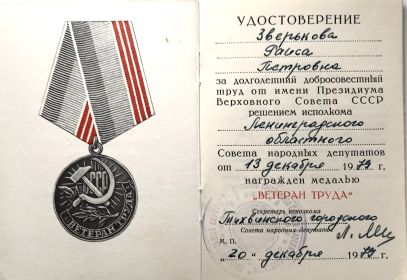 УДОСТОВЕРЕНИЕ
Зверькова
Раиса
Петровна
за долголетний добросовестный
труд от имени Президиума
Верховного Совета СССР
решением исполкома
Ленинградского
областного
Совета народных депутатов
от 13 декабря 1979 г.
награжден медалью
"ВЕТЕРАН ТРУДА"
Секретарь исполкома
Тихвинского городского
Совета народных депутатов
М. П.
"20" декабря 1979 г.
СССР
ВЕТЕРАН ТРУДА